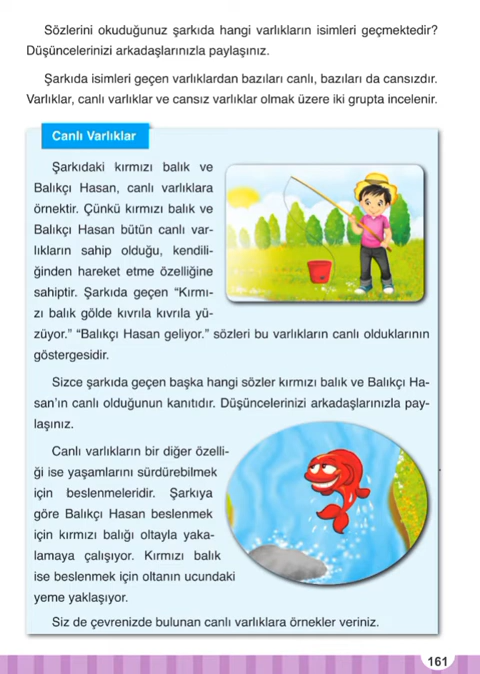 Sözlerini okuduğunuz şarkıda hangi varlıkların isimleri geçmektedir?
Düşüncelerinizi arkadaşlarınızla paylaşınız.
Şarkıda isimleri geçen varlıklardan bazıları canlı, bazıları da cansızdır.
Varlıklar, canlı varlıklar ve cansız varlıklar olmak üzere iki grupta incelenir.
Canlı Varlıklar
Şarkıdaki kırmızı balık ve
Balıkçı Hasan, canlı varlıklara
örnektir. Çünkü kırmızı balık ve
Balıkçı Hasan bütün canlı var-
lıkların sahip olduğu, kendili-
ğinden hareket etme özelliğine
sahiptir. Şarkıda geçen “Kırmı-
zı balık gölde kıvrıla kıvrıla yü-
züyor.” “Balıkçı Hasan geliyor.” sözleri bu varlıkların canlı olduklarının
göstergesidir.
Sizce şarkıda geçen başka hangi sözler kırmızı balık ve Balıkçı Ha-
san’ın canlı olduğunun kanıtıdır. Düşüncelerinizi arkadaşlarınızla pay-
laşınız.
Canlı varlıkların bir diğer özelli-
ği ise yaşamlarını sürdürebilmek
için beslenmeleridir. Şarkıya
göre Balıkçı Hasan beslenmek
için kırmızı balığı oltayla yaka-
lamaya çalışıyor. Kırmızı balık
ise beslenmek için oltanın ucundaki
yeme yaklaşıyor.
Siz de çevrenizde bulunan canlı varlıklara örnekler veriniz.
161